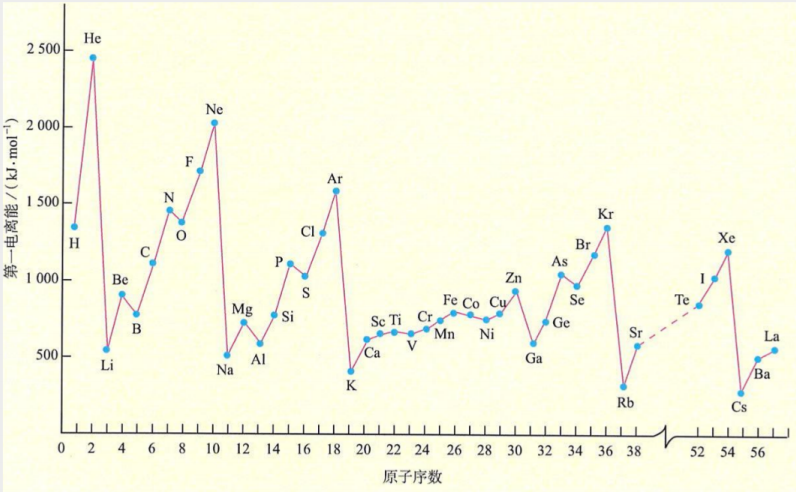 第一电离能/(kJ·mol⁻¹)
2 500
2 000
1 500
1 000
500
H
He
Li
Be
B
C
N
O
F
Ne
Na
Mg
Al
Si
P
S
Cl
Ar
K
Ca
Sc
Ti
V
Cr
Mn
Fe
Co
Ni
Cu
Zn
Ga
Ge
As
Se
Br
Kr
Rb
Sr
Te
I
Xe
Cs
Ba
La
0 2 4 6 8 10 12 14 16 18 20 22 24 26 28 30 32 34 36 38 52 54 56
原子序数